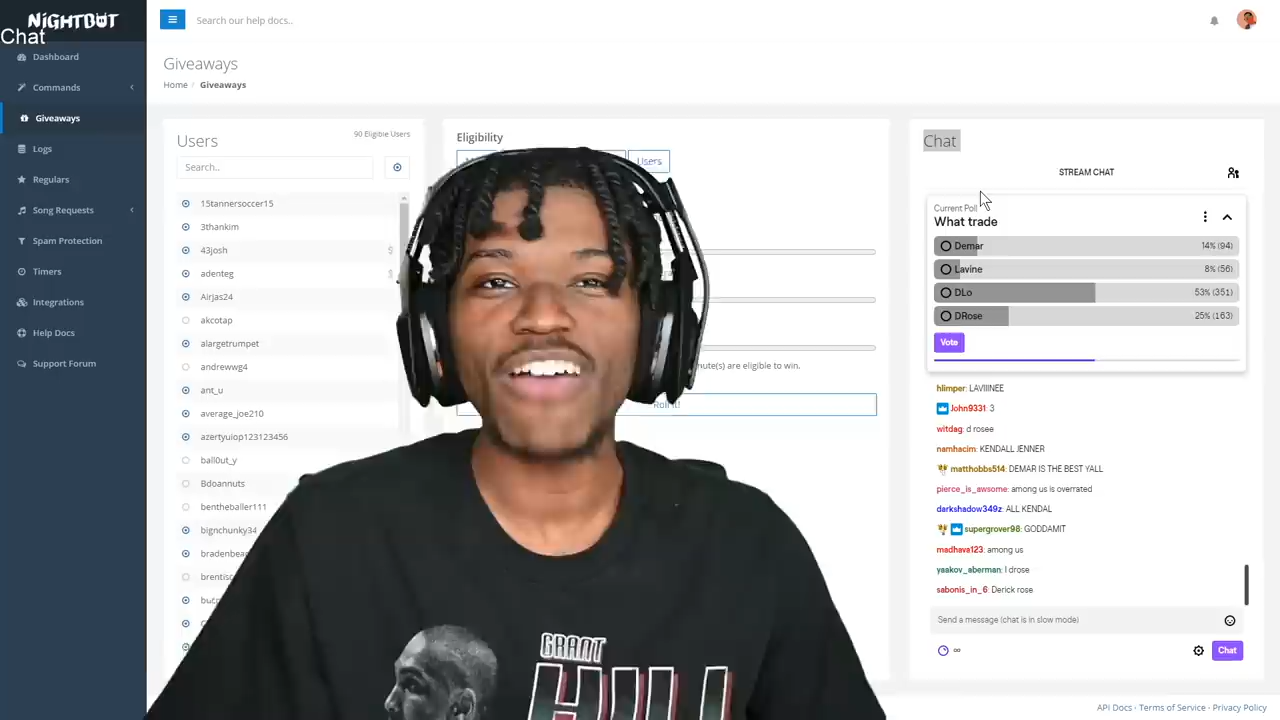 NIGHTBOT
Chat
Search our help docs..
Dashboard
Commands
Giveaways
Logs
Regulars
Song Requests
Spam Protection
Timers
Integrations
Help Docs
Support Forum
Giveaways
Home / Giveaways
Users
90 Eligible Users
Search..
15tannersoccer15
3thankim
43josh
adenteg
Airjas24
akcotap
alargetrumpet
andrewwg4
ant_u
average_joe210
azertyuiop123123456
ball0ut_y
Bdoannuts
bentheballer111
bignchunky34
Eligibility
Users
are eligible to win.
Roll It!
Chat
STREAM CHAT
Current Poll
What trade
Demar 14% (94)
Lavine 8% (56)
DLo 53% (351)
DRose 25% (163)
Vote
hlimper: LAVIIINEE
John9331: 3
witdag: d rosee
namhacim: KENDALL JENNER
matthobbs514: DEMAR IS THE BEST YALL
pierce_is_awsome: among us is overrated
darkshadow349z: ALL KENDAL
supergrover98: GODDAMIT
madhava123: among us
yaakov_aberman: I drose
sabonis_in_6: Derick rose
Send a message (chat is in slow mode)
∞
Chat
GRANT
HILL
API Docs · Terms of Service · Privacy Policy